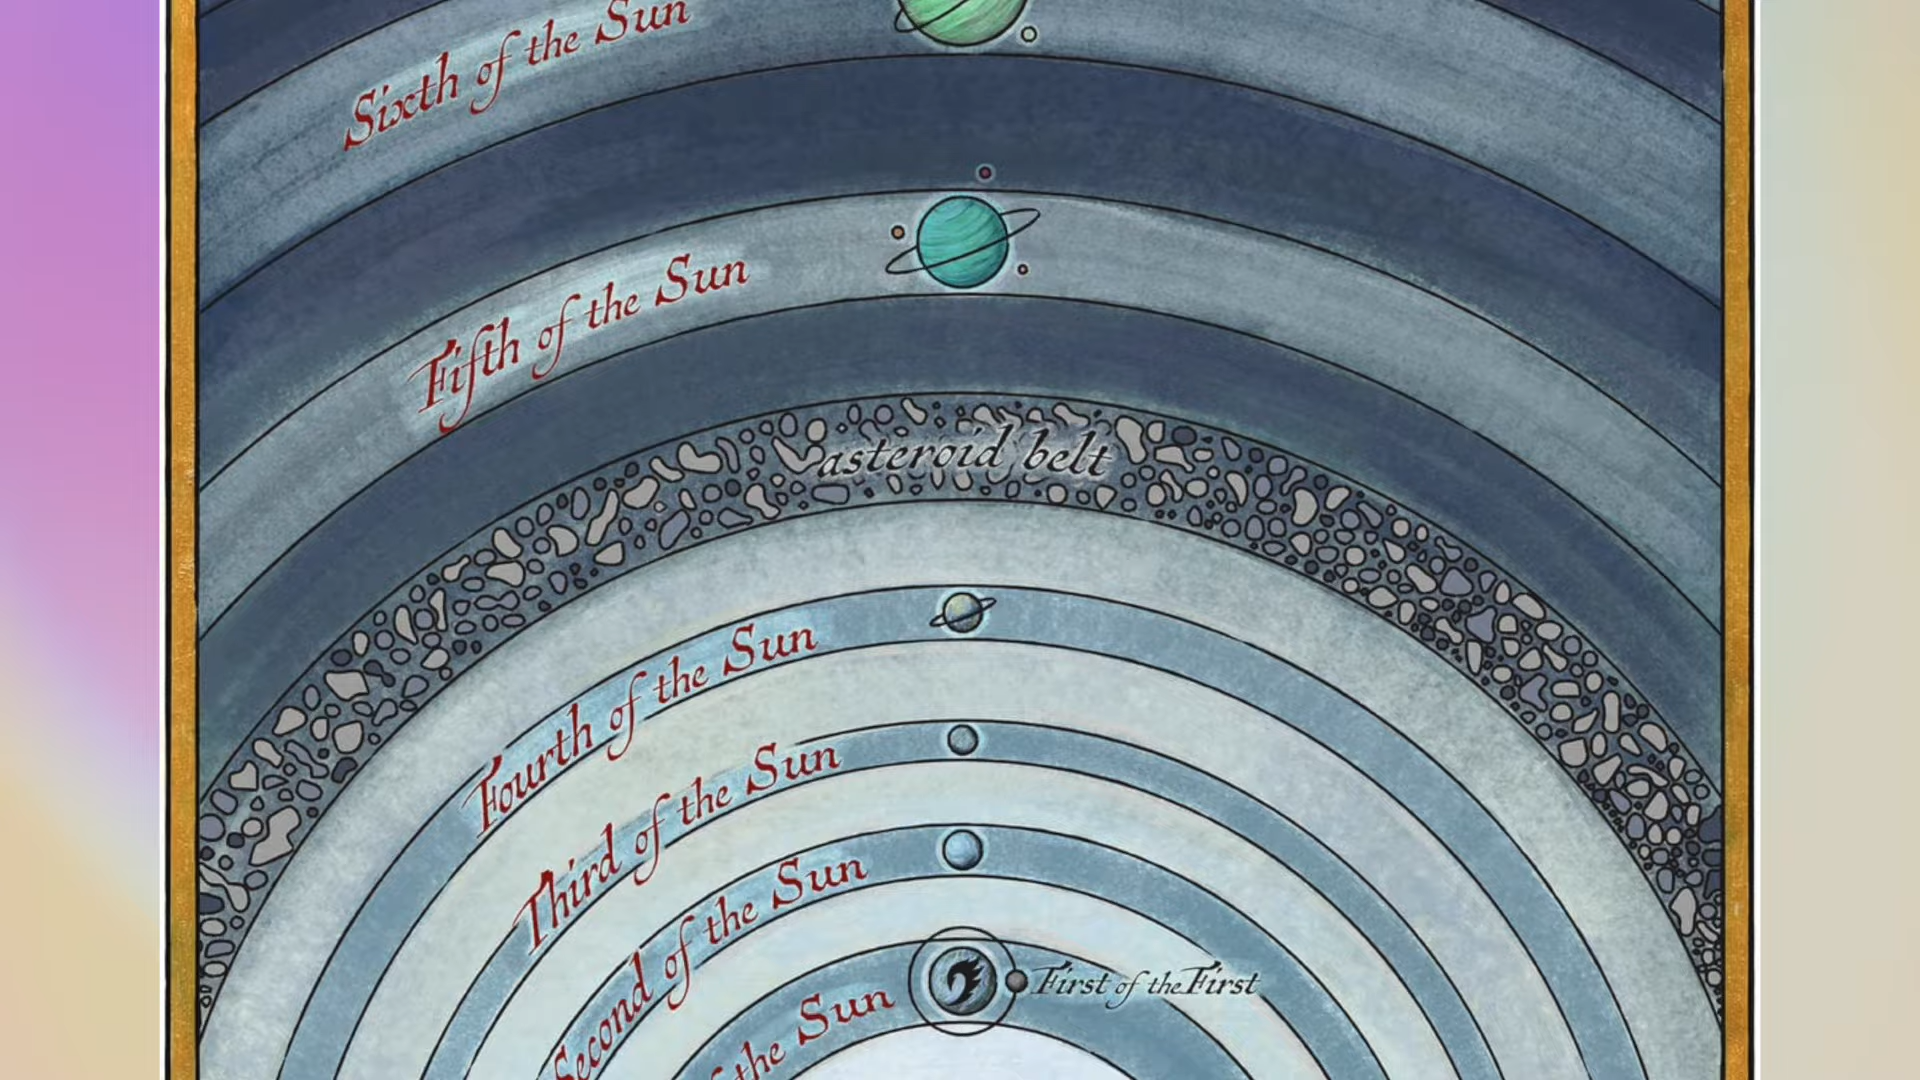 Sixth of the Sun
Fifth of the Sun
asteroid belt
Fourth of the Sun
Third of the Sun
Second of the Sun
First of the First
of the Sun